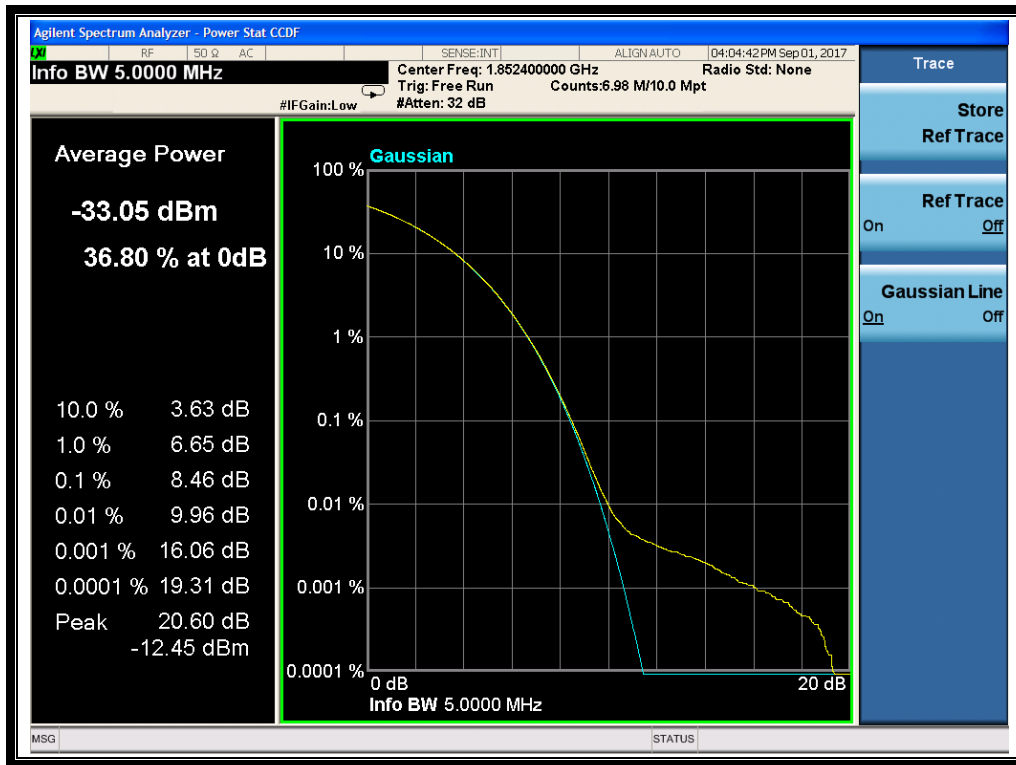 Agilent Spectrum Analyzer - Power Stat CCDF
LXI RF 50 Ω AC SENSE:INT ALIGN AUTO 04:04:42 PM Sep 01, 2017
Info BW 5.0000 MHz
Center Freq: 1.852400000 GHz Radio Std: None
Trig: Free Run Counts:6.98 M/10.0 Mpt
#IFGain:Low #Atten: 32 dB
Trace
Store
Ref Trace
Ref Trace
On Off
Gaussian Line
On Off
Average Power
-33.05 dBm
36.80 % at 0dB
10.0 % 3.63 dB
1.0 % 6.65 dB
0.1 % 8.46 dB
0.01 % 9.96 dB
0.001 % 16.06 dB
0.0001 % 19.31 dB
Peak 20.60 dB
-12.45 dBm
Gaussian
100 %
10 %
1 %
0.1 %
0.01 %
0.001 %
0.0001 %
0 dB 20 dB
Info BW 5.0000 MHz
MSG STATUS